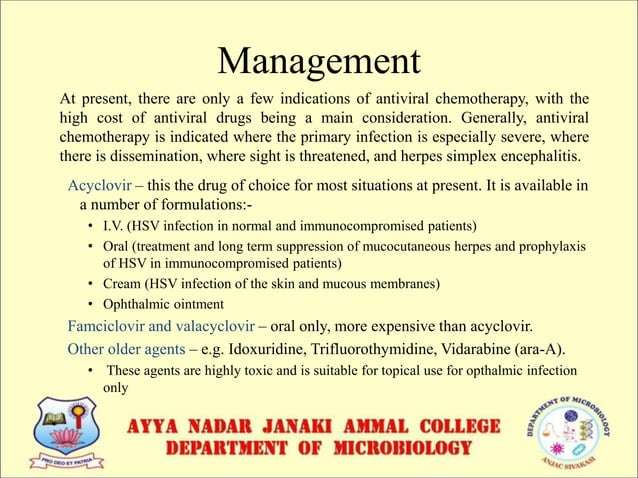 Management
At present, there are only a few indications of antiviral chemotherapy, with the
high cost of antiviral drugs being a main consideration. Generally, antiviral
chemotherapy is indicated where the primary infection is especially severe, where
there is dissemination, where sight is threatened, and herpes simplex encephalitis.
Acyclovir – this the drug of choice for most situations at present. It is available in
a number of formulations:-
• I.V. (HSV infection in normal and immunocompromised patients)
• Oral (treatment and long term suppression of mucocutaneous herpes and prophylaxis
of HSV in immunocompromised patients)
• Cream (HSV infection of the skin and mucous membranes)
• Ophthalmic ointment
Famciclovir and valacyclovir – oral only, more expensive than acyclovir.
Other older agents – e.g. Idoxuridine, Trifluorothymidine, Vidarabine (ara-A).
• These agents are highly toxic and is suitable for topical use for opthalmic infection
only
AYYA NADAR JANAKI AMMAL COLLEGE
DEPARTMENT OF MICROBIOLOGY
PRO DEO ET PATRIA
DEPARTMENT OF MICROBIOLOGY
ANJAC SIVAKASI